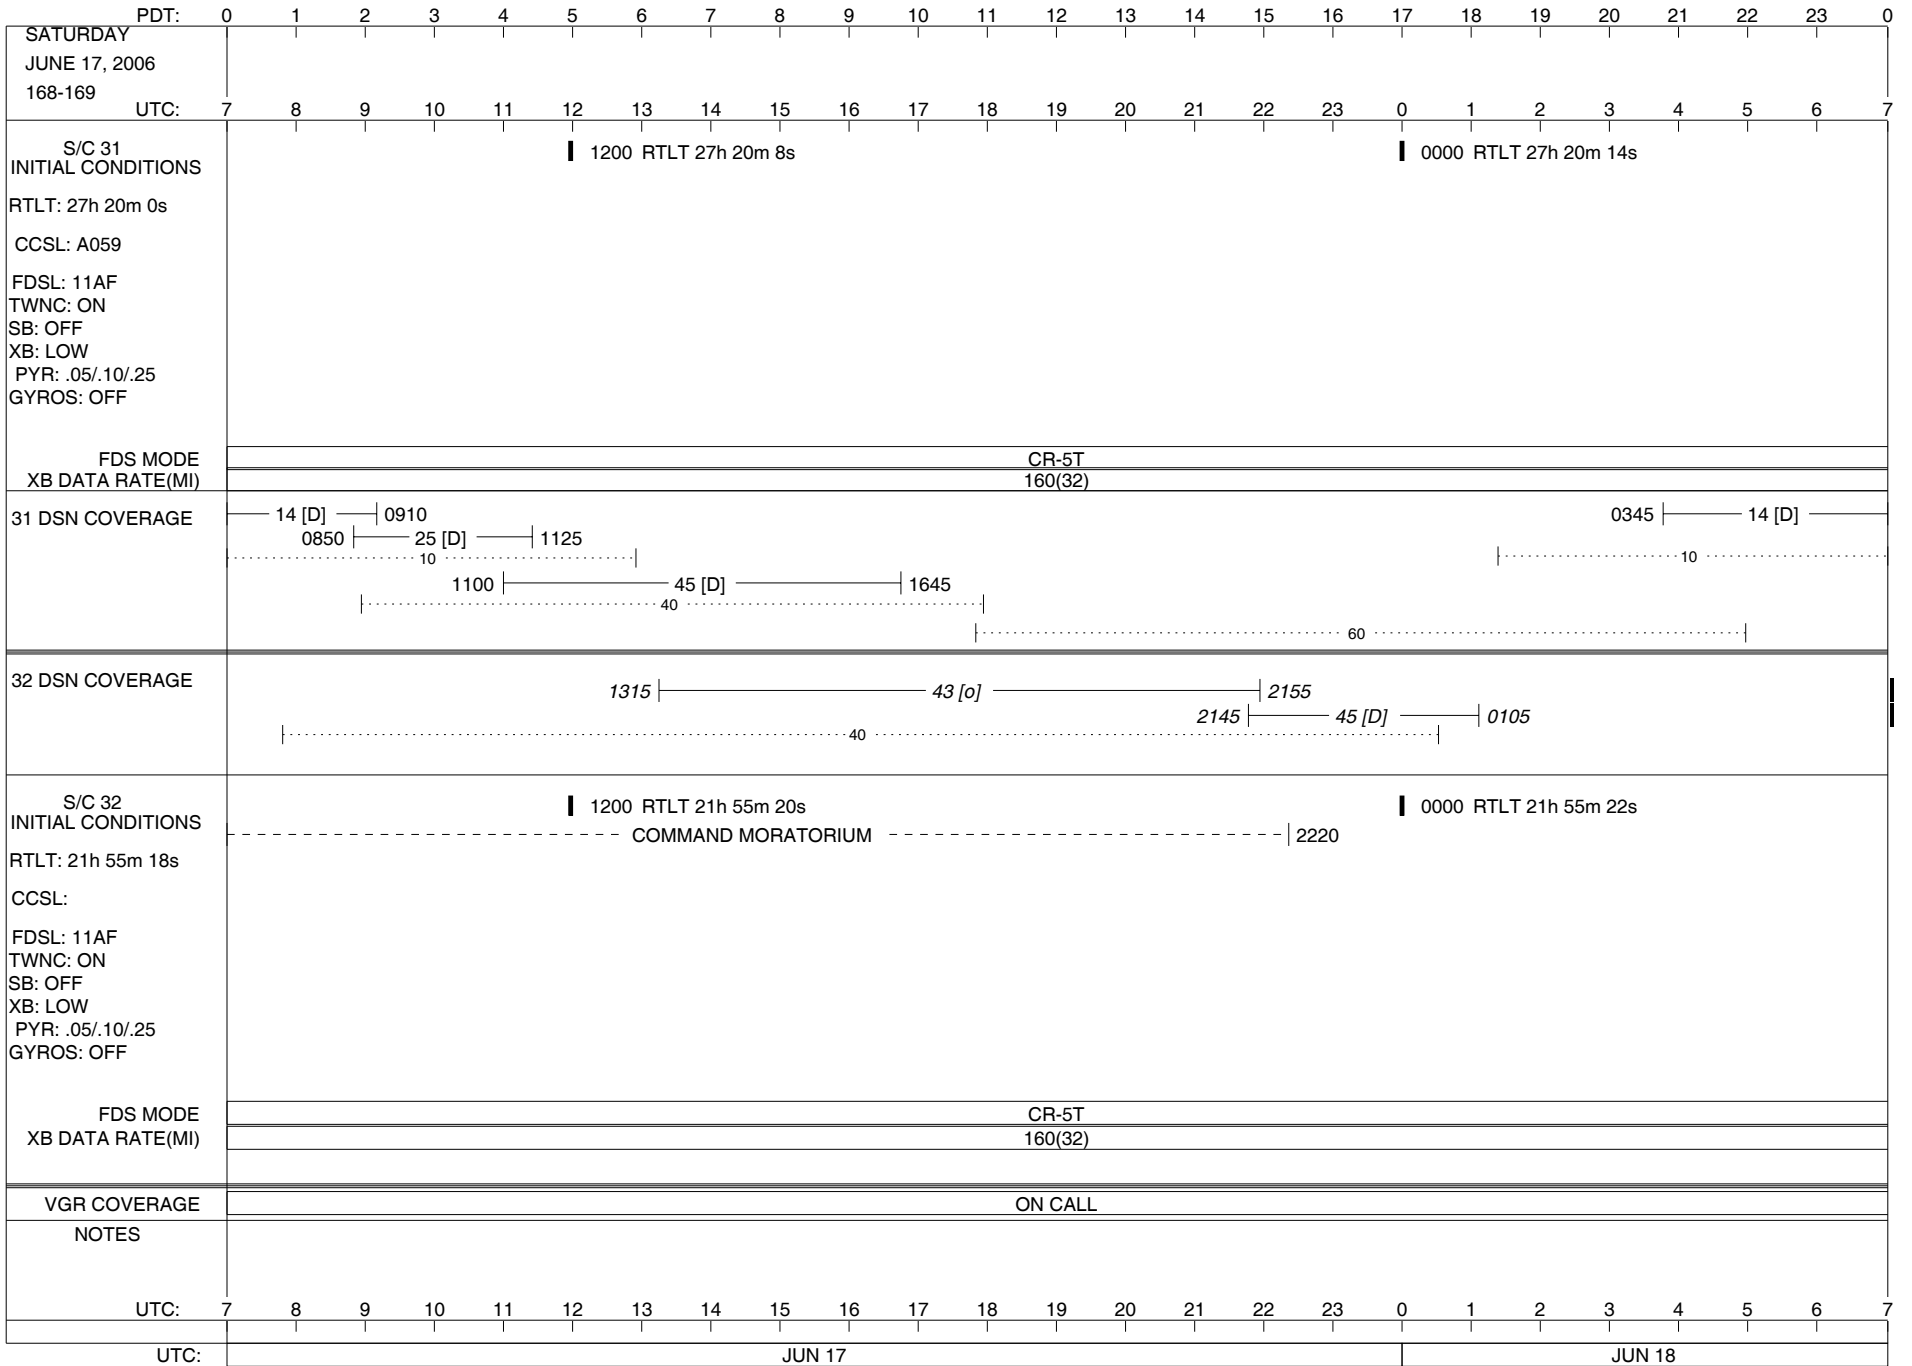 PDT: 0 1 2 3 4 5 6 7 8 9 10 11 12 13 14 15 16 17 18 19 20 21 22 23 0
SATURDAY
JUNE 17, 2006
168-169
UTC: 7 8 9 10 11 12 13 14 15 16 17 18 19 20 21 22 23 0 1 2 3 4 5 6 7
S/C 31
INITIAL CONDITIONS
1200 RTLT 27h 20m 8s
0000 RTLT 27h 20m 14s
RTLT: 27h 20m 0s
CCSL: A059
FDSL: 11AF
TWNC: ON
SB: OFF
XB: LOW
PYR: .05/.10/.25
GYROS: OFF
FDS MODE CR-5T
XB DATA RATE(MI) 160(32)
31 DSN COVERAGE
14 [D] 0910
0345 14 [D]
0850 25 [D] 1125
10
10
1100 45 [D] 1645
40
60
32 DSN COVERAGE
1315 43 [o] 2155
2145 45 [D] 0105
40
S/C 32
INITIAL CONDITIONS
1200 RTLT 21h 55m 20s
0000 RTLT 21h 55m 22s
COMMAND MORATORIUM 2220
RTLT: 21h 55m 18s
CCSL:
FDSL: 11AF
TWNC: ON
SB: OFF
XB: LOW
PYR: .05/.10/.25
GYROS: OFF
FDS MODE CR-5T
XB DATA RATE(MI) 160(32)
VGR COVERAGE ON CALL
NOTES
UTC: 7 8 9 10 11 12 13 14 15 16 17 18 19 20 21 22 23 0 1 2 3 4 5 6 7
UTC: JUN 17 JUN 18